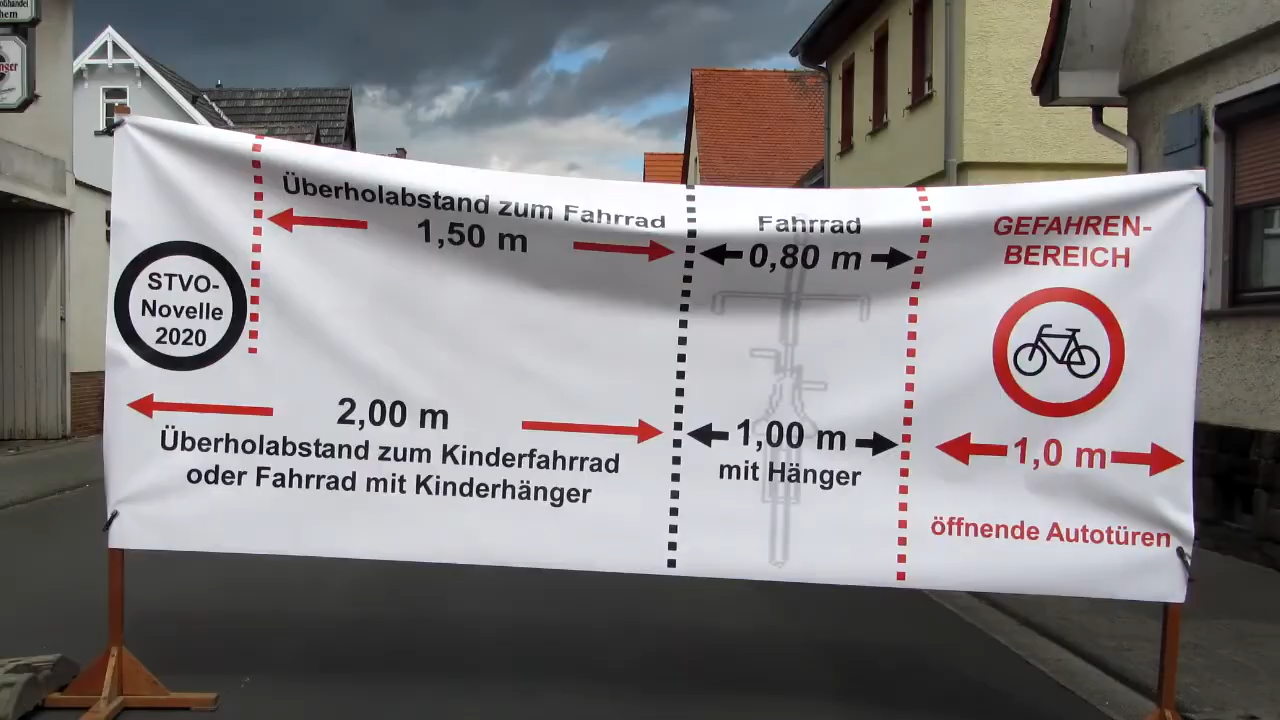 STVO-
Novelle
2020
Überholabstand zum Fahrrad
1,50 m
2,00 m
Überholabstand zum Kinderfahrrad
oder Fahrrad mit Kinderhänger
Fahrrad
0,80 m
1,00 m
mit Hänger
GEFAHREN-
BEREICH
1,0 m
öffnende Autotüren